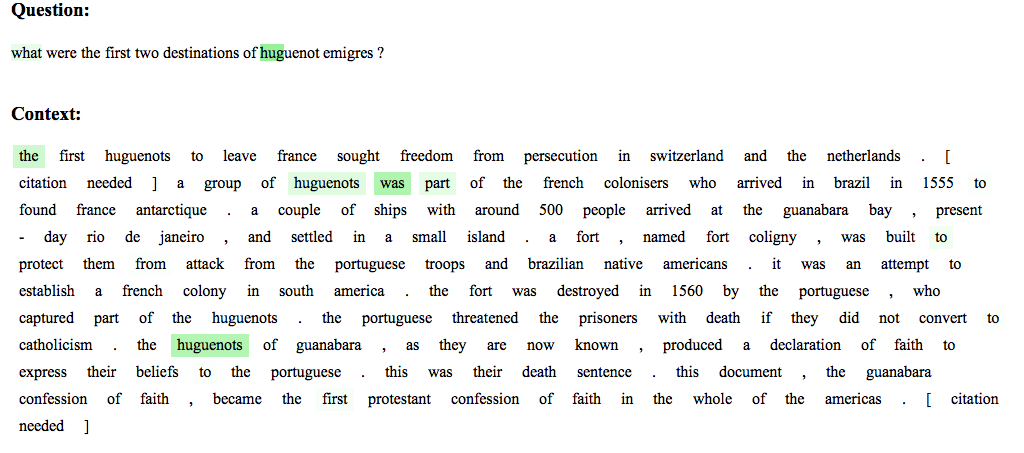 Question:
what were the first two destinations of huguenot emigres ?
Context:
the first huguenots to leave france sought freedom from persecution in switzerland and the netherlands . [
citation needed ] a group of huguenots was part of the french colonisers who arrived in brazil in 1555 to
found france antarctique . a couple of ships with around 500 people arrived at the guanabara bay , present
- day rio de janeiro , and settled in a small island . a fort , named fort coligny , was built to
protect them from attack from the portuguese troops and brazilian native americans . it was an attempt to
establish a french colony in south america . the fort was destroyed in 1560 by the portuguese , who
captured part of the huguenots . the portuguese threatened the prisoners with death if they did not convert to
catholicism . the huguenots of guanabara , as they are now known , produced a declaration of faith to
express their beliefs to the portuguese . this was their death sentence . this document , the guanabara
confession of faith , became the first protestant confession of faith in the whole of the americas . [ citation
needed ]